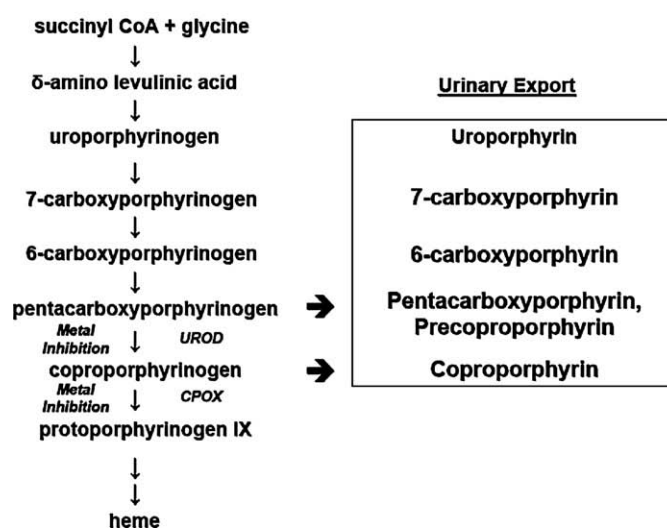 succinyl CoA + glycine
δ-amino levulinic acid
Urinary Export
uroporphyrinogen
Uroporphyrin
7-carboxyporphyrinogen
7-carboxyporphyrin
6-carboxyporphyrinogen
6-carboxyporphyrin
pentacarboxyporphyrinogen
Pentacarboxyporphyrin,
Precoproporphyrin
Metal
Inhibition
UROD
coproporphyrinogen
Coproporphyrin
Metal
Inhibition
CPOX
protoporphyrinogen IX
heme